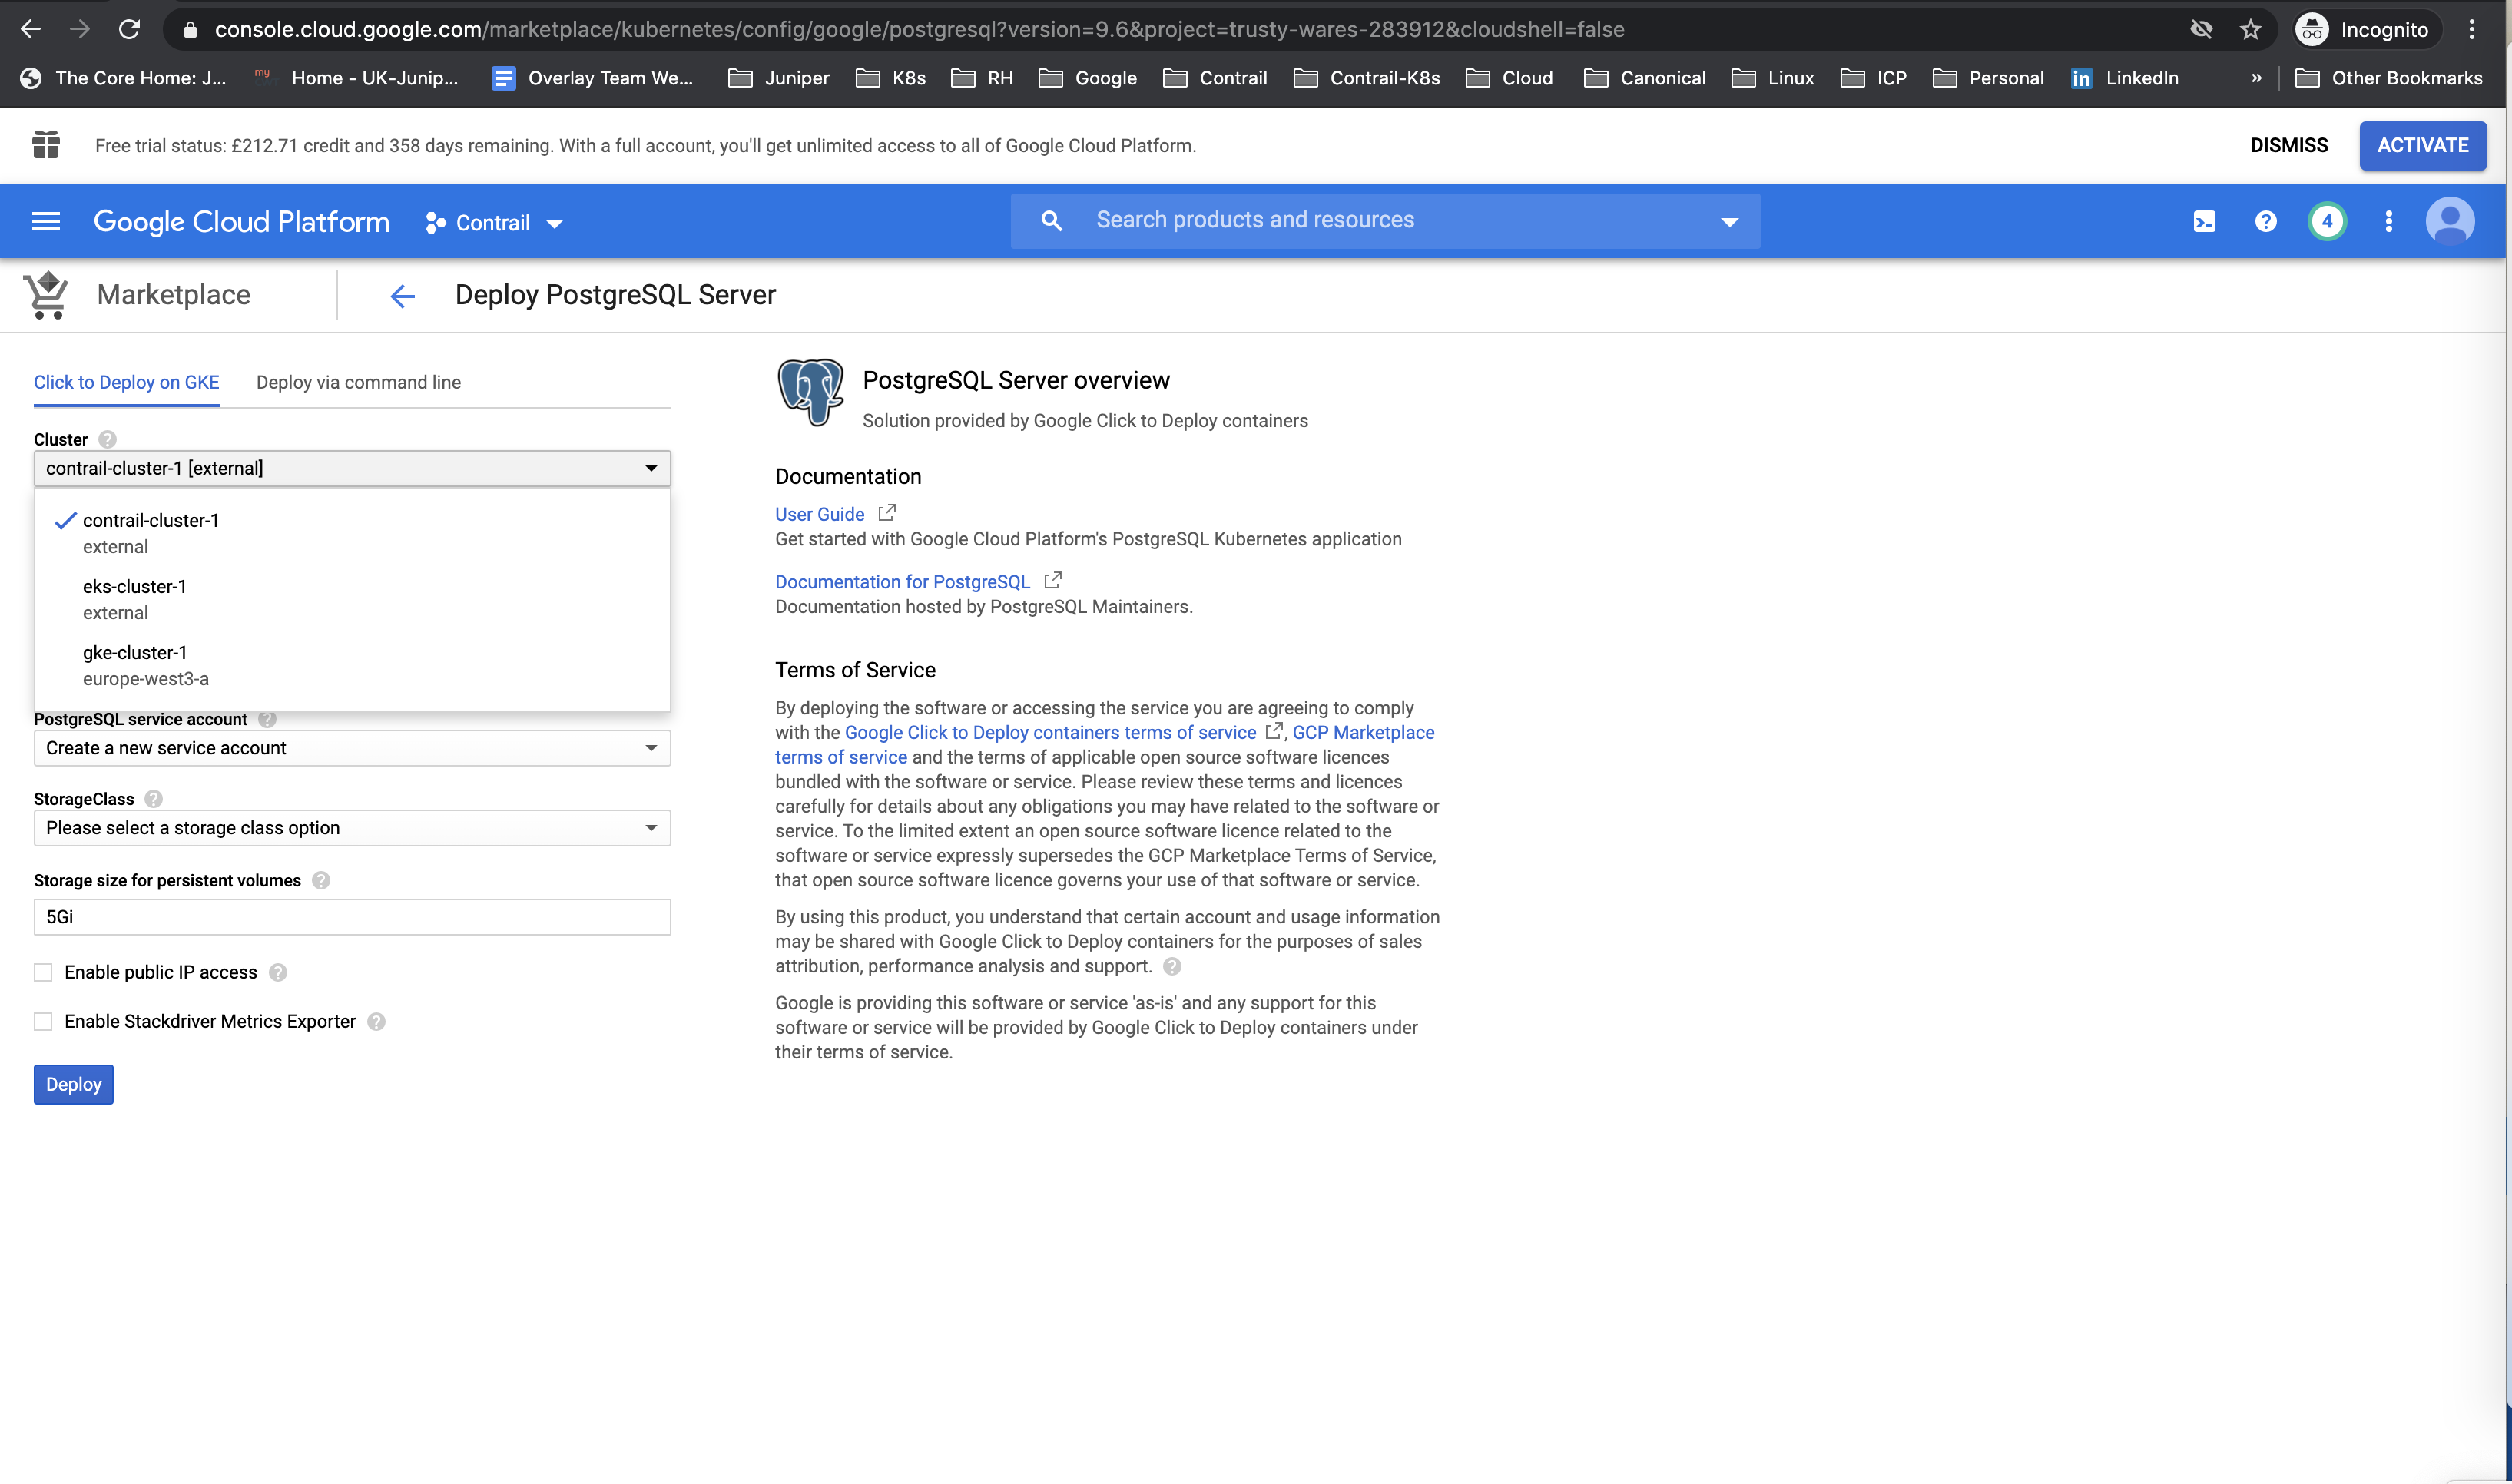 console.cloud.google.com/marketplace/kubernetes/config/google/postgresql?version=9.6&project=trusty-wares-283912&cloudshell=false
Incognito
The Core Home: J...
my
Home - UK-Junip...
Overlay Team We...
Juniper
K8s
RH
Google
Contrail
Contrail-K8s
Cloud
Canonical
Linux
ICP
Personal
in
LinkedIn
»
Other Bookmarks
Free trial status: £212.71 credit and 358 days remaining. With a full account, you'll get unlimited access to all of Google Cloud Platform.
DISMISS
ACTIVATE
Google Cloud Platform
Contrail
Search products and resources
4
Marketplace
Deploy PostgreSQL Server
Click to Deploy on GKE
Deploy via command line
Cluster
contrail-cluster-1 [external]
contrail-cluster-1
external
eks-cluster-1
external
gke-cluster-1
europe-west3-a
PostgreSQL service account
Create a new service account
StorageClass
Please select a storage class option
Storage size for persistent volumes
5Gi
Enable public IP access
Enable Stackdriver Metrics Exporter
Deploy
PostgreSQL Server overview
Solution provided by Google Click to Deploy containers
Documentation
User Guide
Get started with Google Cloud Platform's PostgreSQL Kubernetes application
Documentation for PostgreSQL
Documentation hosted by PostgreSQL Maintainers.
Terms of Service
By deploying the software or accessing the service you are agreeing to comply
with the Google Click to Deploy containers terms of service , GCP Marketplace
terms of service and the terms of applicable open source software licences
bundled with the software or service. Please review these terms and licences
carefully for details about any obligations you may have related to the software or
service. To the limited extent an open source software licence related to the
software or service expressly supersedes the GCP Marketplace Terms of Service,
that open source software licence governs your use of that software or service.
By using this product, you understand that certain account and usage information
may be shared with Google Click to Deploy containers for the purposes of sales
attribution, performance analysis and support.
Google is providing this software or service 'as-is' and any support for this
software or service will be provided by Google Click to Deploy containers under
their terms of service.